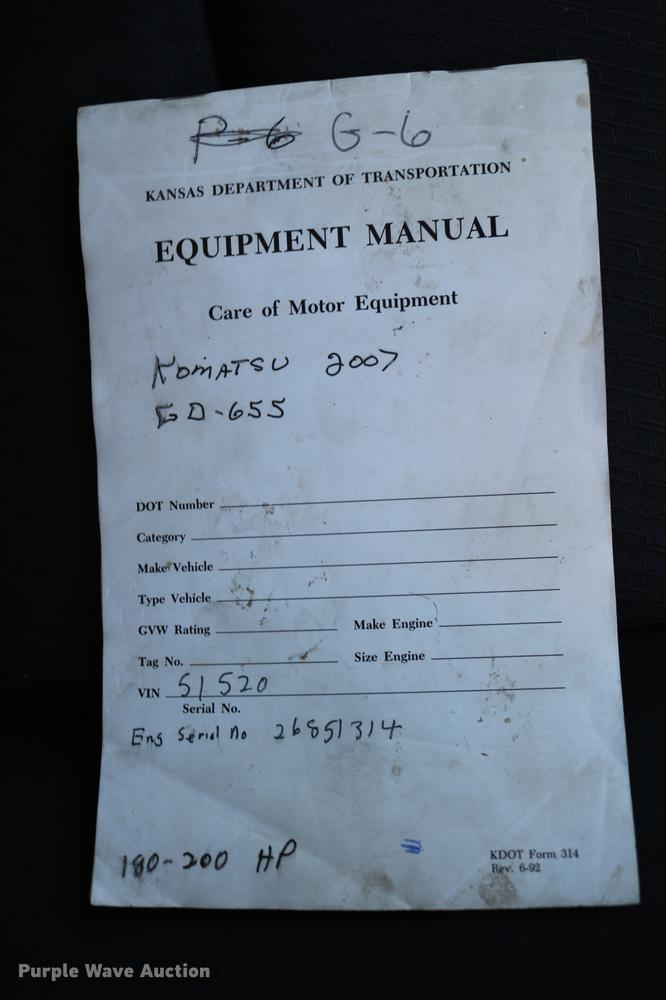 P-6 G-6
KANSAS DEPARTMENT OF TRANSPORTATION
EQUIPMENT MANUAL
Care of Motor Equipment
KOMATSU 2007
GD-655
DOT Number
Category
Make Vehicle
Type Vehicle
GVW Rating Make Engine
Tag No. Size Engine
VIN 51520
Serial No.
Eng Serial No 26851314
180-200 HP
KDOT Form 314
Rev. 6-92
Purple Wave Auction